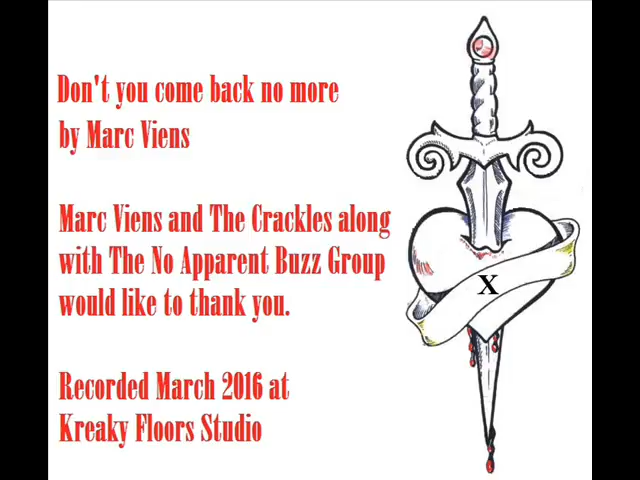 Don't you come back no more
by Marc Viens
Marc Viens and The Crackles along
with The No Apparent Buzz Group
would like to thank you.
Recorded March 2016 at
Kreaky Floors Studio
X